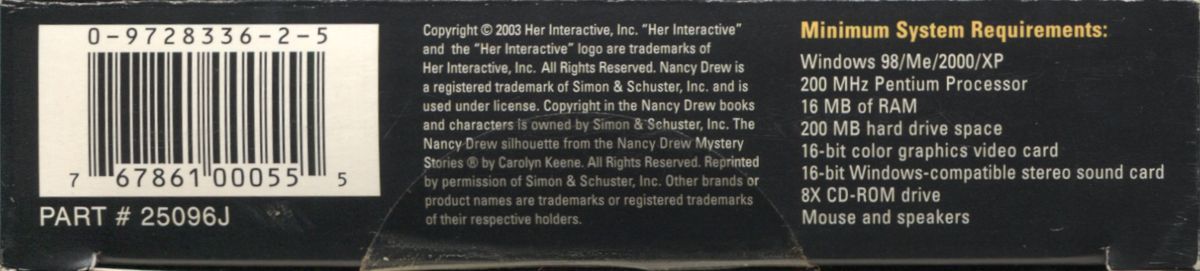 0-9728336-2-5
7 67861 00055 5
PART # 25096J
Copyright © 2003 Her Interactive, Inc. “Her Interactive”
and the “Her Interactive” logo are trademarks of
Her Interactive, Inc. All Rights Reserved. Nancy Drew is
a registered trademark of Simon & Schuster, Inc. and is
used under license. Copyright in the Nancy Drew books
and characters is owned by Simon & Schuster, Inc. The
Nancy Drew silhouette from the Nancy Drew Mystery
Stories ® by Carolyn Keene. All Rights Reserved. Reprinted
by permission of Simon & Schuster, Inc. Other brands or
product names are trademarks or registered trademarks
of their respective holders.
Minimum System Requirements:
Windows 98/Me/2000/XP
200 MHz Pentium Processor
16 MB of RAM
200 MB hard drive space
16-bit color graphics video card
16-bit Windows-compatible stereo sound card
8X CD-ROM drive
Mouse and speakers